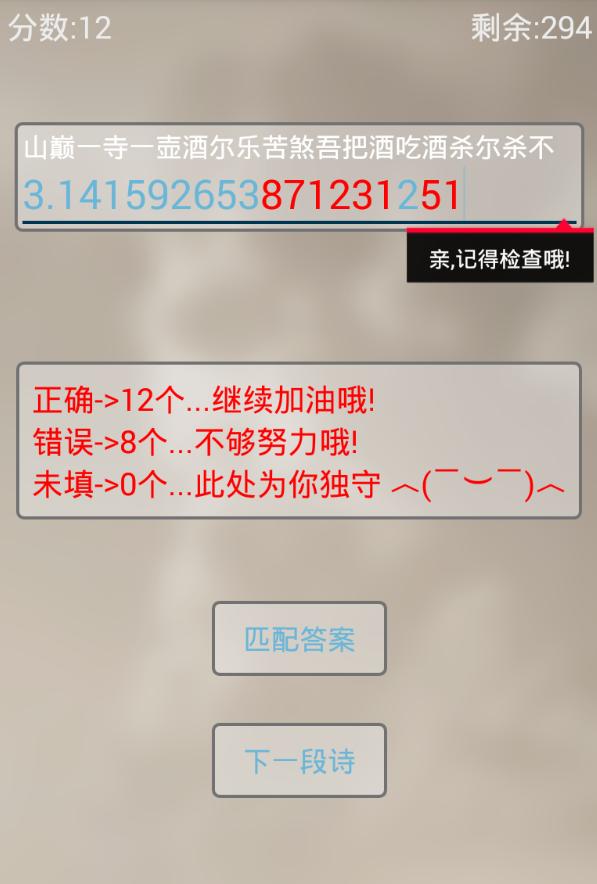 分数:12
剩余:294
山巅一寺一壶酒尔乐苦煞吾把酒吃酒杀尔杀不
3.141592653871231251
亲,记得检查哦!
正确->12个...继续加油哦!
错误->8个...不够努力哦!
未填->0个...此处为你独守 ︿(￣︶￣)︿
匹配答案
下一段诗